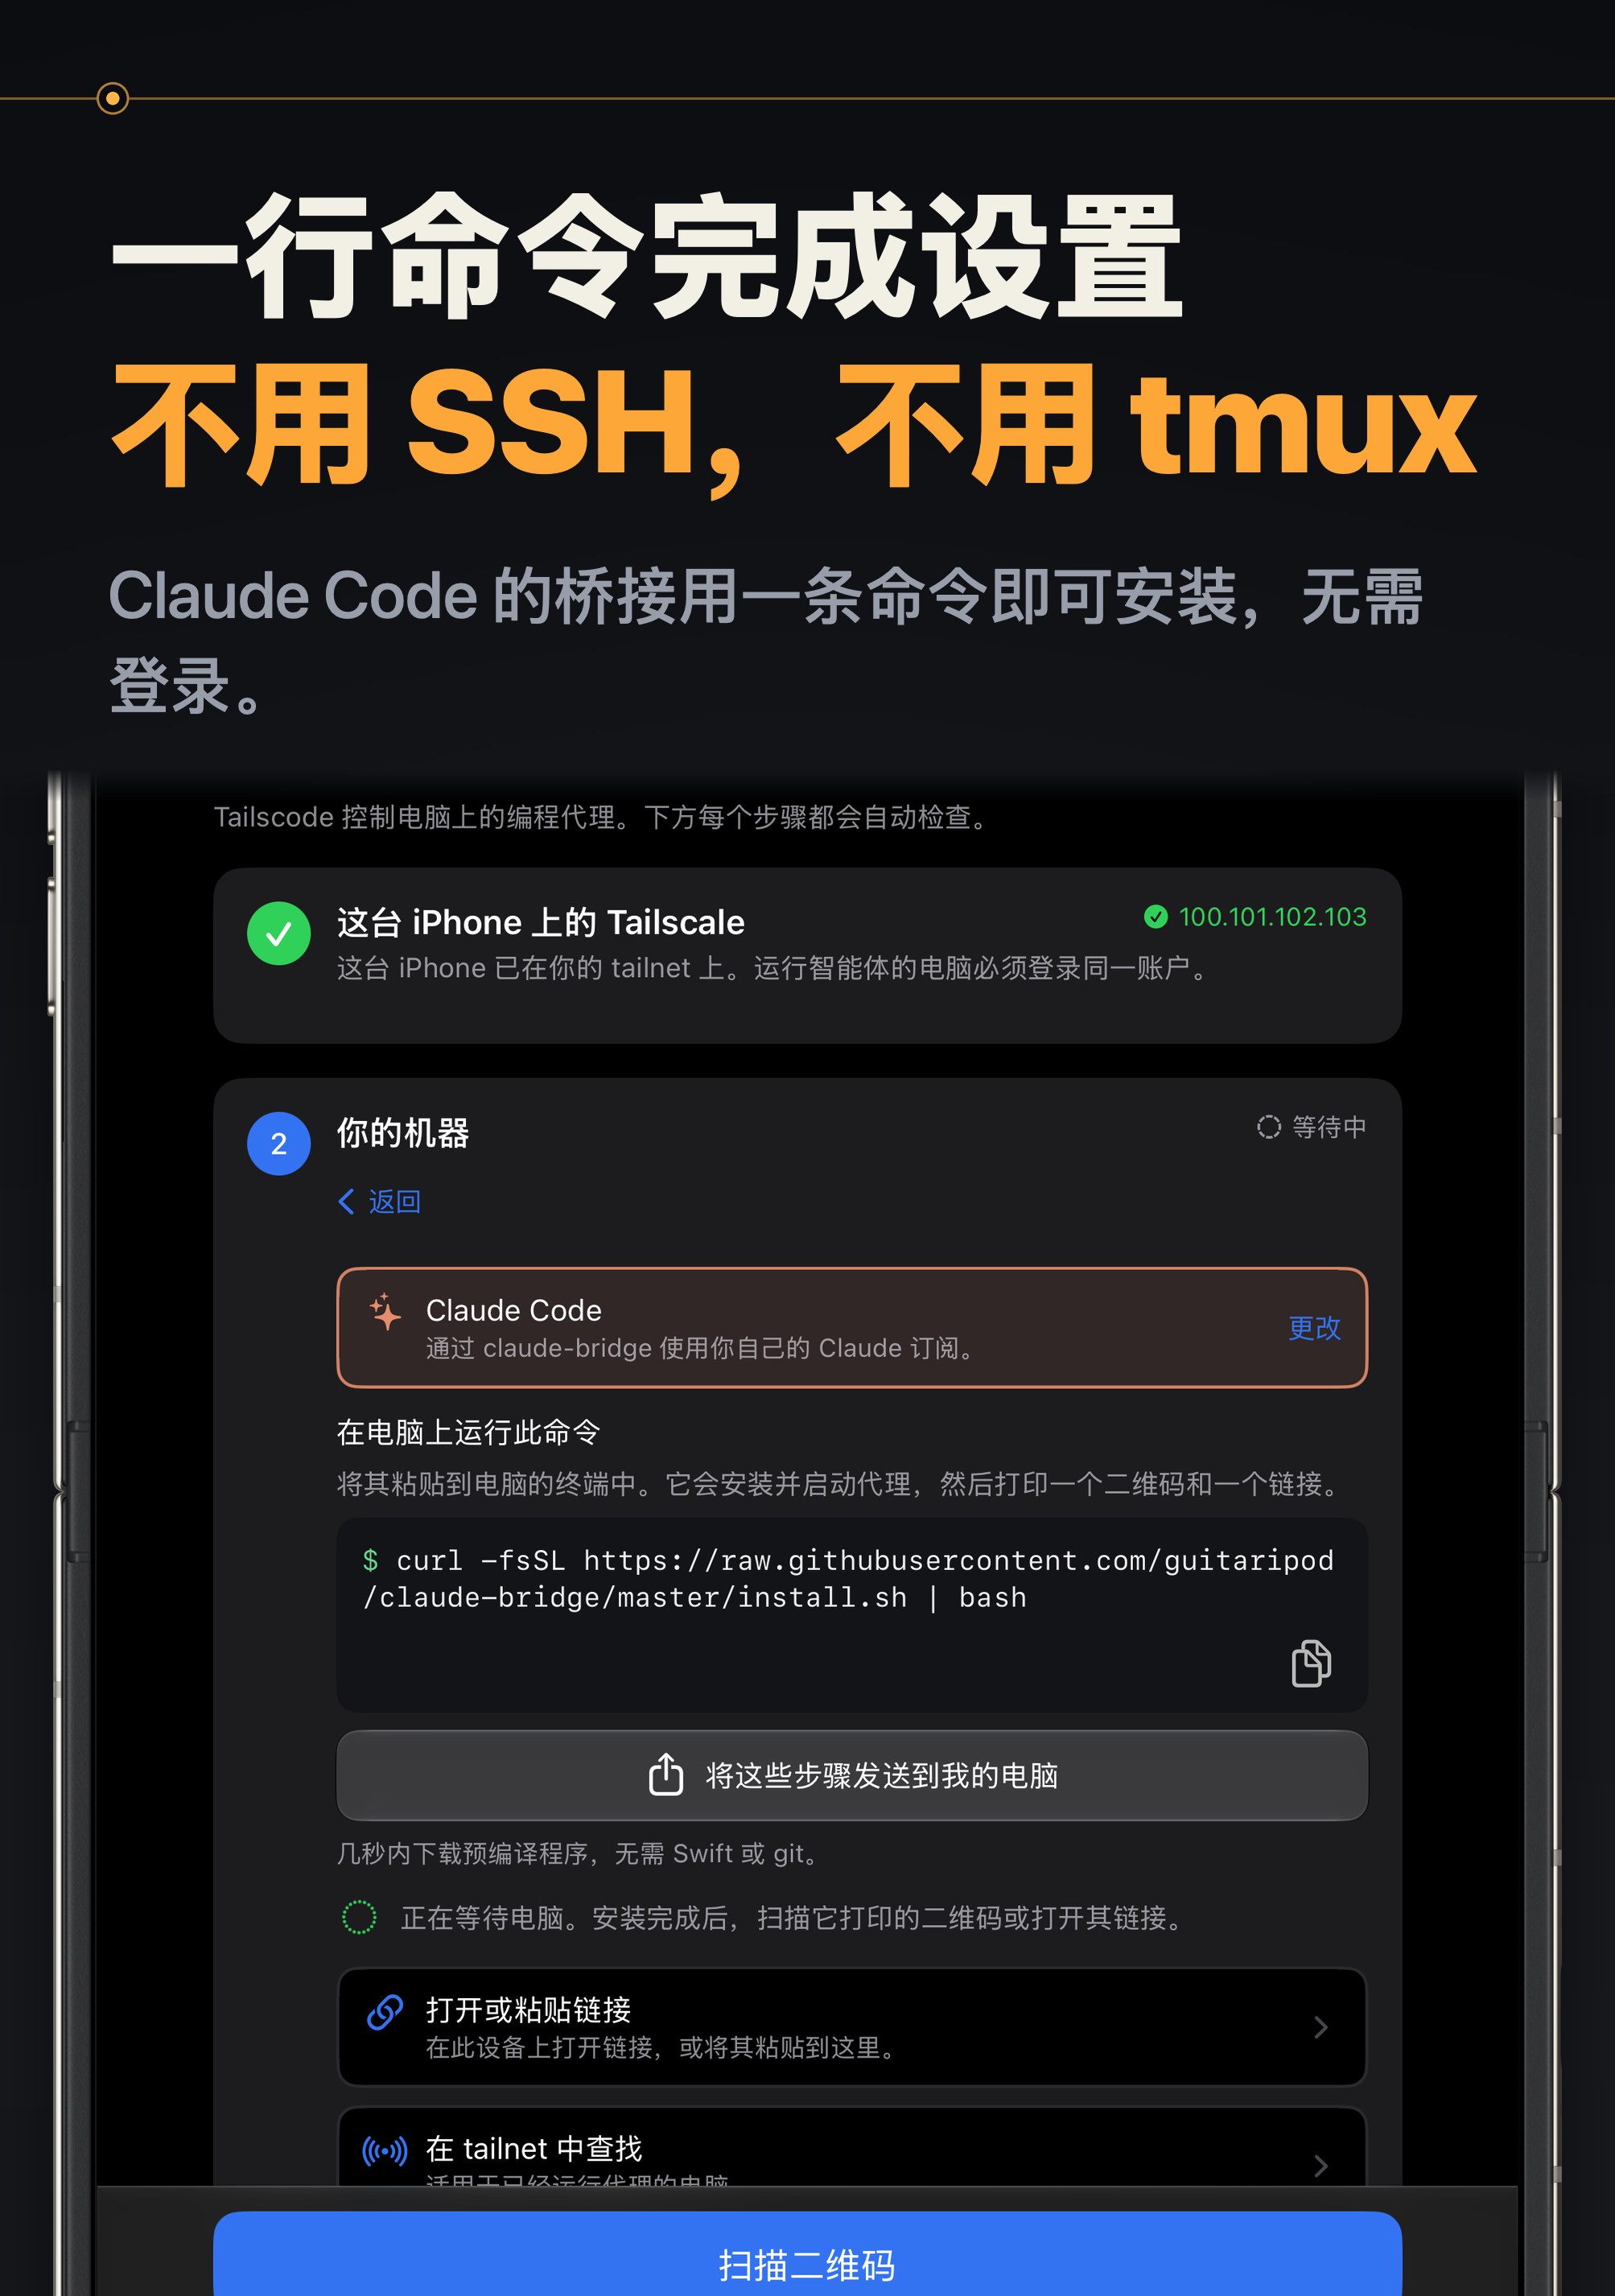 一行命令完成设置
不用 SSH，不用 tmux
Claude Code 的桥接用一条命令即可安装，无需
登录。
Tailscode 控制电脑上的编程代理。下方每个步骤都会自动检查。
这台 iPhone 上的 Tailscale
100.101.102.103
这台 iPhone 已在你的 tailnet 上。运行智能体的电脑必须登录同一账户。
2
你的机器
等待中
返回
Claude Code
通过 claude-bridge 使用你自己的 Claude 订阅。
更改
在电脑上运行此命令
将其粘贴到电脑的终端中。它会安装并启动代理，然后打印一个二维码和一个链接。
$ curl -fsSL https://raw.githubusercontent.com/guitaripod
/claude-bridge/master/install.sh | bash
将这些步骤发送到我的电脑
几秒内下载预编译程序，无需 Swift 或 git。
正在等待电脑。安装完成后，扫描它打印的二维码或打开其链接。
打开或粘贴链接
在此设备上打开链接，或将其粘贴到这里。
在 tailnet 中查找
适用于已经运行代理的电脑
扫描二维码